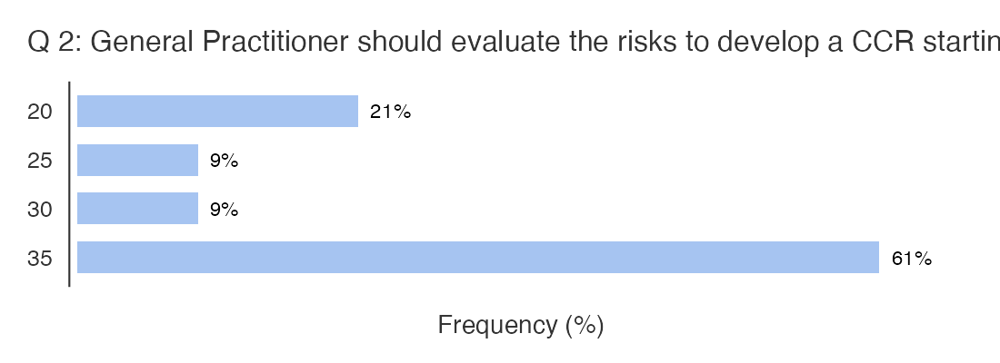 Q 2: General Practitioner should evaluate the risks to develop a CCR startin
20 21%
25 9%
30 9%
35 61%
Frequency (%)